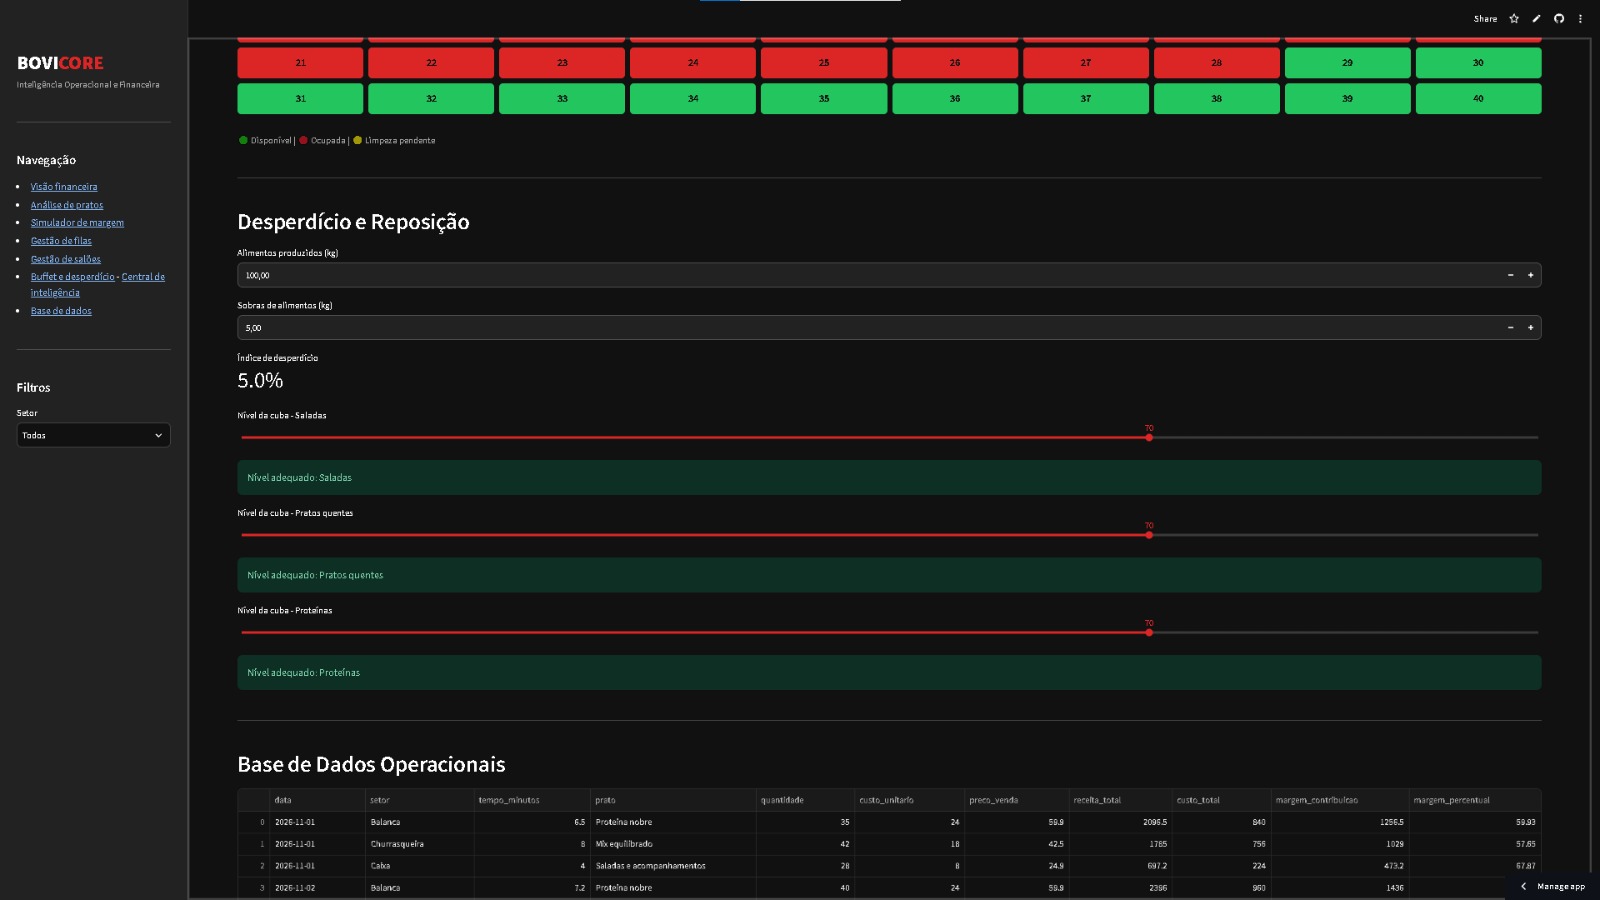 Share
BOVICORE
Inteligência Operacional e Financeira
Navegação
Visão financeira
Análise de pratos
Simulador de margem
Gestão de filas
Gestão de salões
Buffet e desperdício - Central de
inteligência
Base de dados
Filtros
Setor
Todos
21 22 23 24 25 26 27 28 29 30
31 32 33 34 35 36 37 38 39 40
Disponível | Ocupada | Limpeza pendente
Desperdício e Reposição
Alimentos produzidos (kg)
100,00
Sobras de alimentos (kg)
5,00
Índice de desperdício
5.0%
Nível da cuba - Saladas
70
Nível adequado: Saladas
Nível da cuba - Pratos quentes
70
Nível adequado: Pratos quentes
Nível da cuba - Proteínas
70
Nível adequado: Proteínas
Base de Dados Operacionais
data setor tempo_minutos prato quantidade custo_unitario preco_venda receita_total custo_total margem_contribuicao margem_percentual
0 2026-11-01 Balanca 6.5 Proteína nobre 35 24 59.9 2096.5 840 1256.5 59.93
1 2026-11-01 Churrasqueira 8 Mix equilibrado 42 18 42.5 1785 756 1029 57.65
2 2026-11-01 Caixa 4 Saladas e acompanhamentos 28 8 24.9 697.2 224 473.2 67.87
3 2026-11-02 Balanca 7.2 Proteína nobre 40 24 59.9 2396 960 1436
Manage app